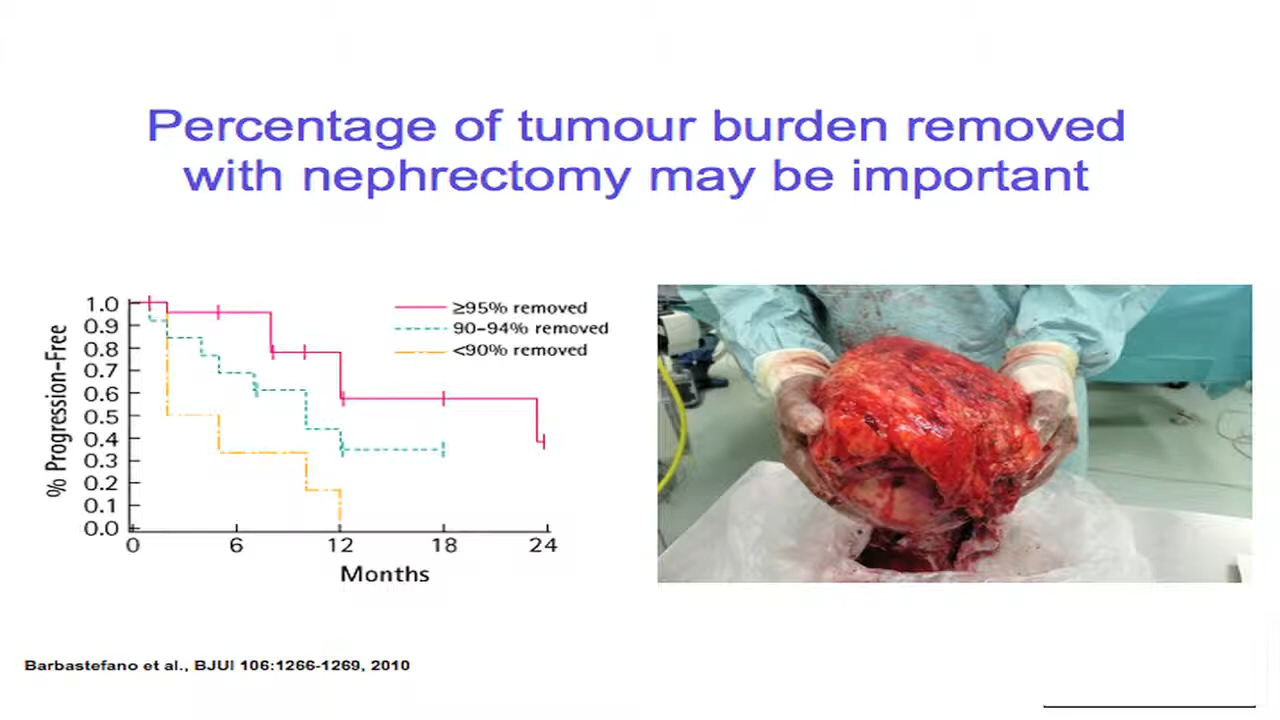 Percentage of tumour burden removed
with nephrectomy may be important
% Progression-Free
1.0
0.9
0.8
0.7
0.6
0.5
0.4
0.3
0.2
0.1
0.0
0 6 12 18 24
Months
≥95% removed
90-94% removed
<90% removed
Barbastefano et al., BJUI 106:1266-1269, 2010